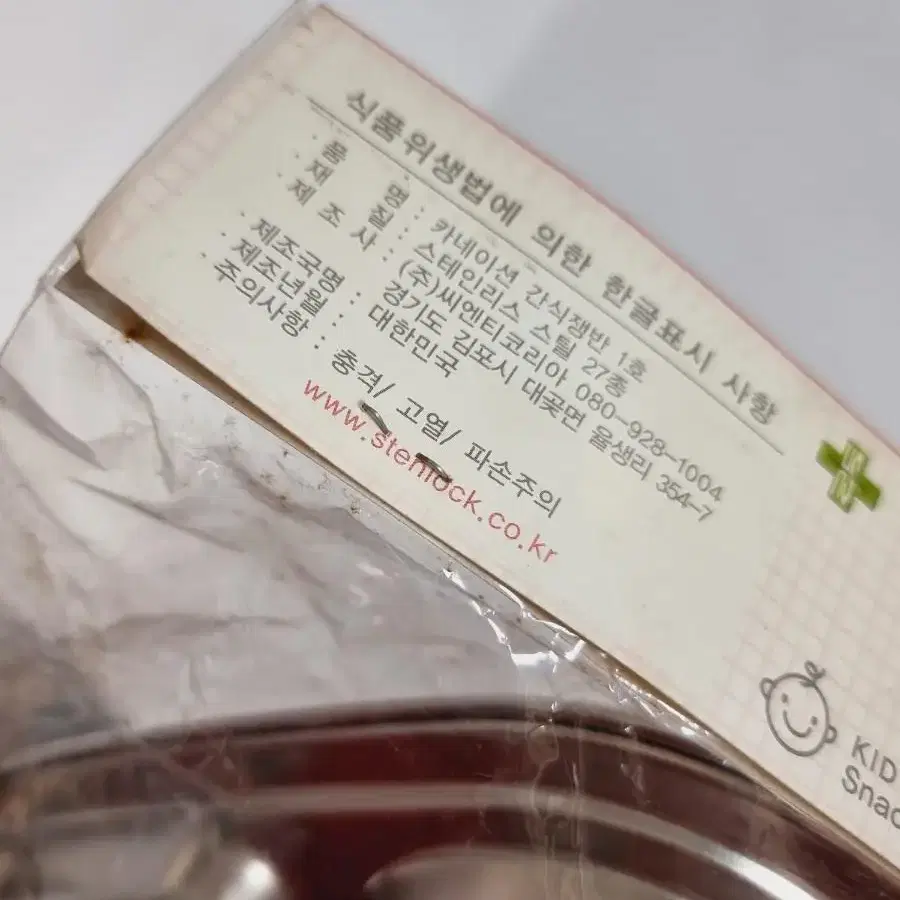 식품위생법에 의한 한글표시 사항
· 품 명 : 카네이션 간식쟁반 1호
· 재 질 : 스테인리스 스틸 27종
· 제 조 사 : (주)씨엔티코리아 080-928-1004
경기도 김포시 대곶면 율생리 354-7
· 제조국명 : 대한민국
· 제조년월 :
· 주의사항 : 충격/ 고열/ 파손주의
www.stenlock.co.kr
KID
Snac